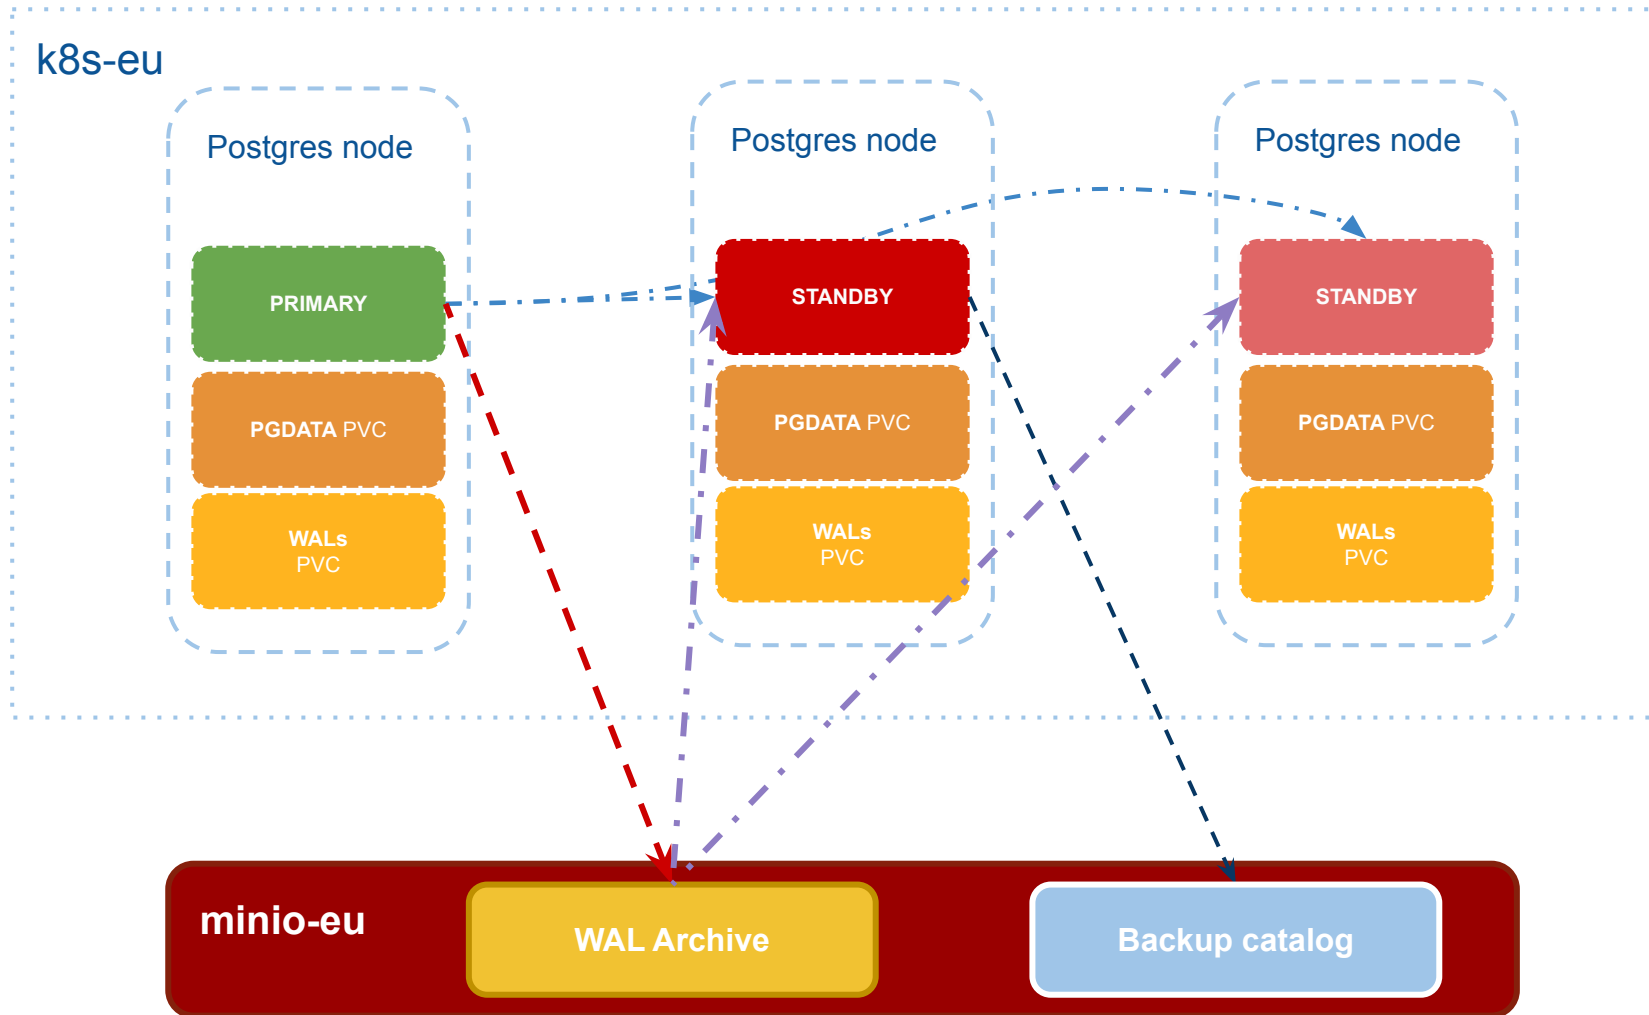 k8s-eu
Postgres node
Postgres node
Postgres node
PRIMARY
STANDBY
STANDBY
PGDATA PVC
PGDATA PVC
PGDATA PVC
WALs
PVC
WALs
PVC
WALs
PVC
minio-eu
WAL Archive
Backup catalog